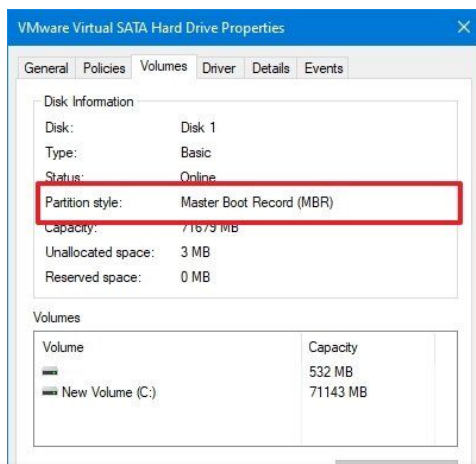 VMware Virtual SATA Hard Drive Properties
General Policies Volumes Driver Details Events
Disk Information
Disk: Disk 1
Type: Basic
Status: Online
Partition style: Master Boot Record (MBR)
Capacity: 71679 MB
Unallocated space: 3 MB
Reserved space: 0 MB
Volumes
Volume Capacity
532 MB
New Volume (C:) 71143 MB